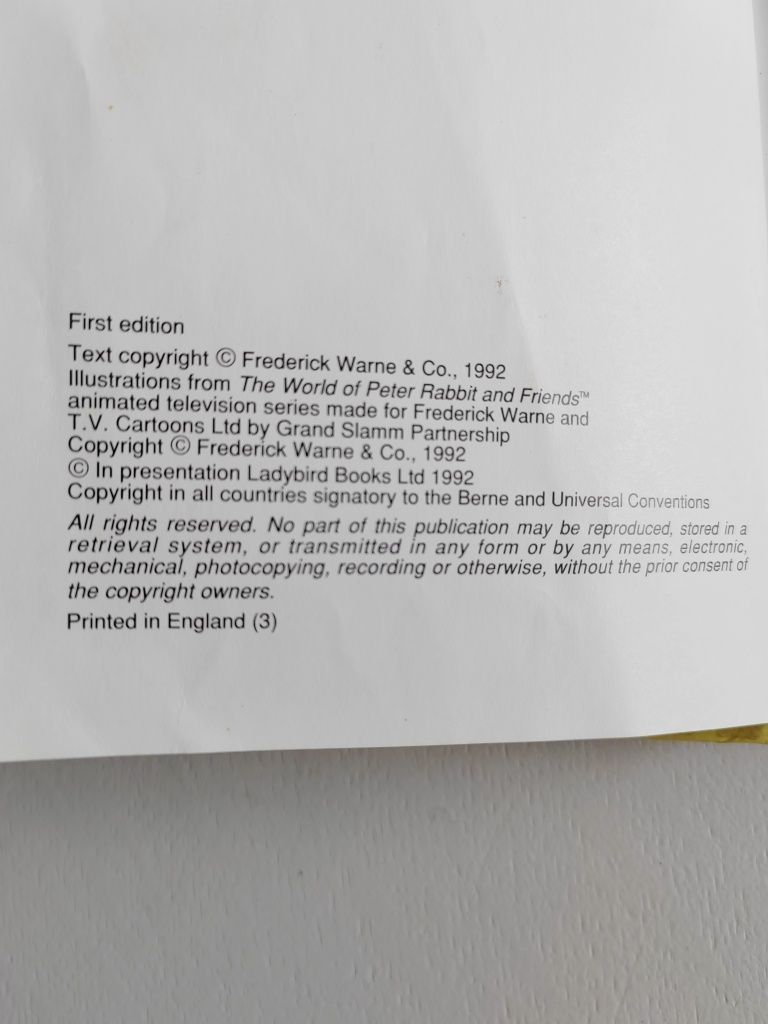 First edition
Text copyright © Frederick Warne & Co., 1992
Illustrations from The World of Peter Rabbit and Friends™
animated television series made for Frederick Warne and
T.V. Cartoons Ltd by Grand Slamm Partnership
Copyright © Frederick Warne & Co., 1992
© In presentation Ladybird Books Ltd 1992
Copyright in all countries signatory to the Berne and Universal Conventions
All rights reserved. No part of this publication may be reproduced, stored in a
retrieval system, or transmitted in any form or by any means, electronic,
mechanical, photocopying, recording or otherwise, without the prior consent of
the copyright owners.
Printed in England (3)